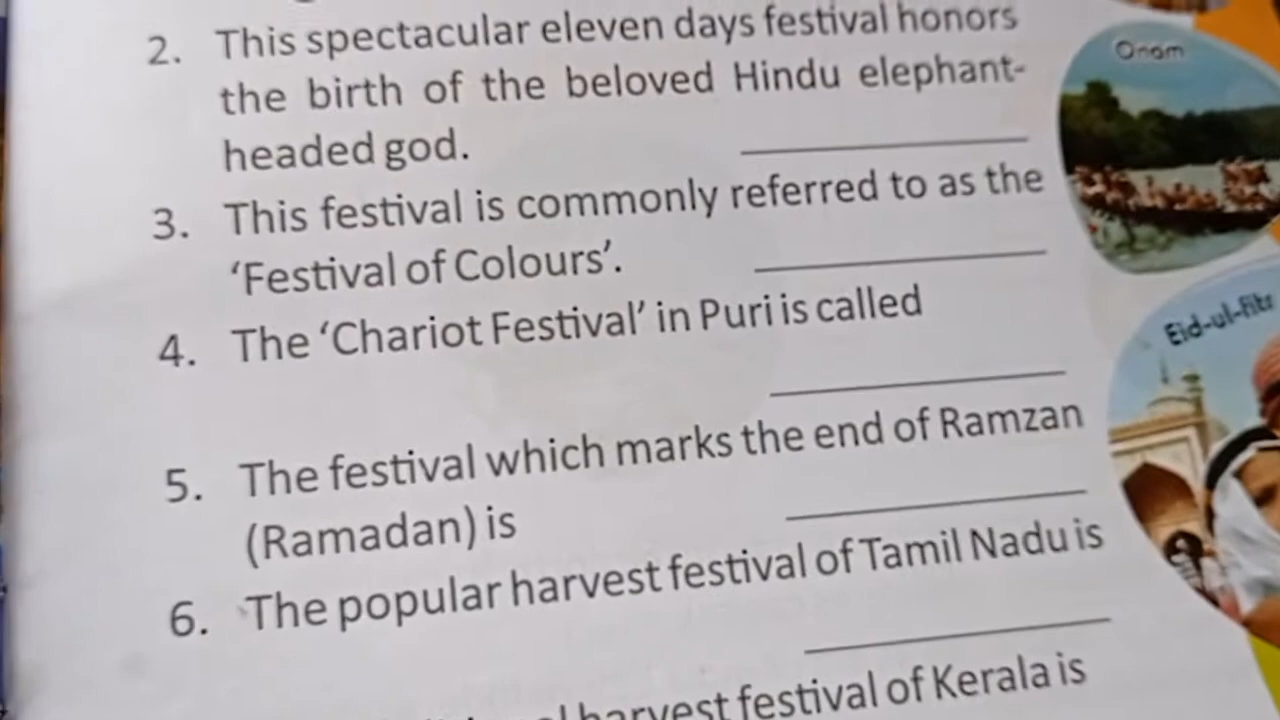 2. This spectacular eleven days festival honors
the birth of the beloved Hindu elephant-
headed god.
3. This festival is commonly referred to as the
‘Festival of Colours’.
4. The ‘Chariot Festival’ in Puri is called
5. The festival which marks the end of Ramzan
(Ramadan) is
6. The popular harvest festival of Tamil Nadu is
harvest festival of Kerala is
Onam
Eid-ul-fitr